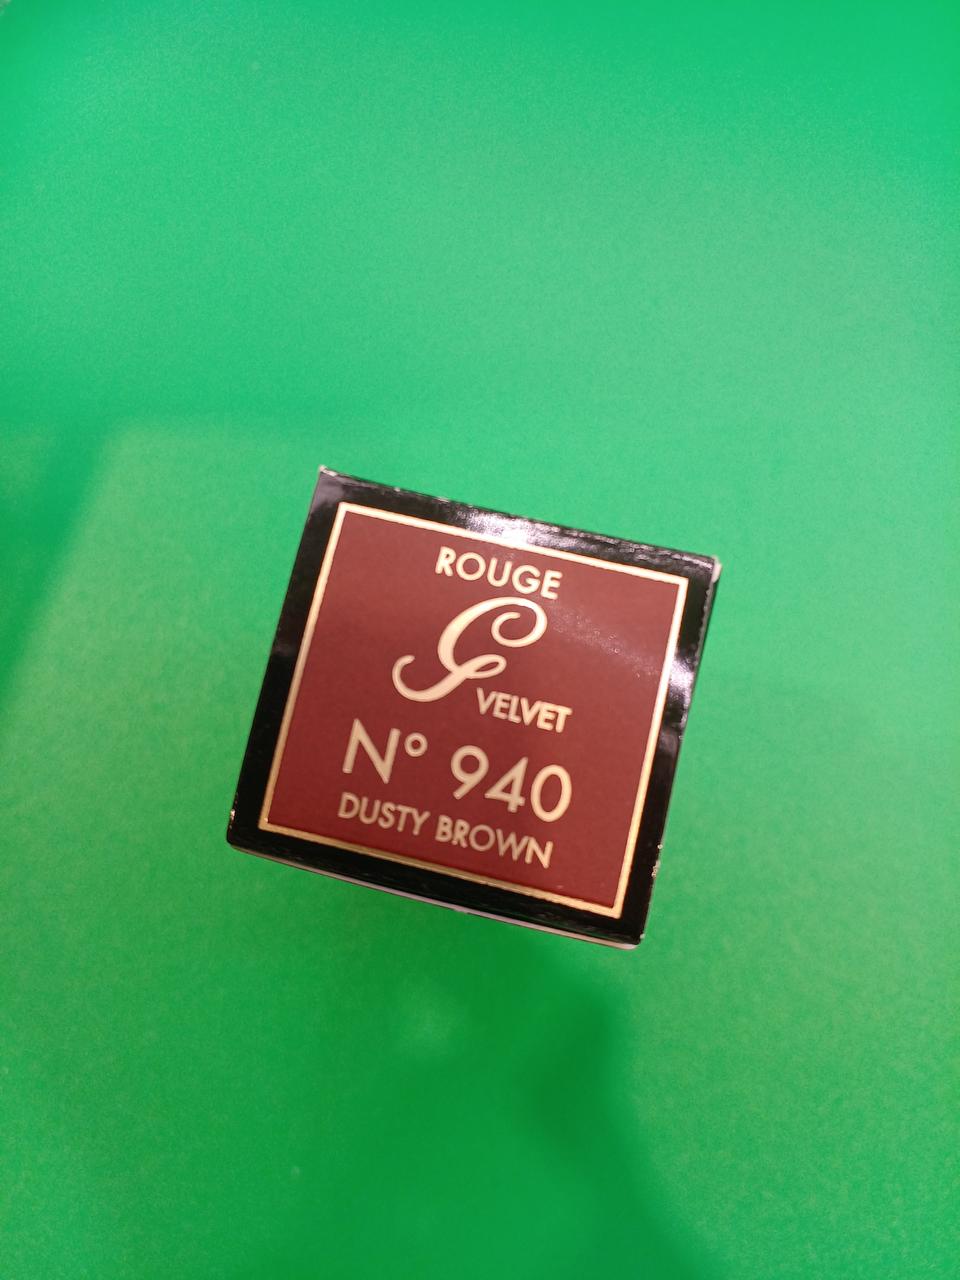 ROUGE
G
VELVET
N° 940
DUSTY BROWN